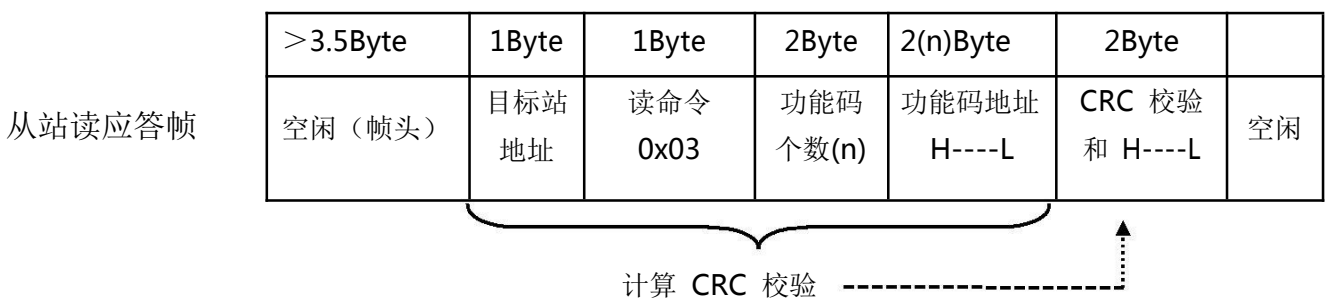 >3.5Byte 1Byte 1Byte 2Byte 2(n)Byte 2Byte
从站读应答帧 空闲（帧头） 目标站 读命令 功能码 功能码地址 CRC 校验 空闲
地址 0x03 个数(n) H----L 和 H----L
计算 CRC 校验